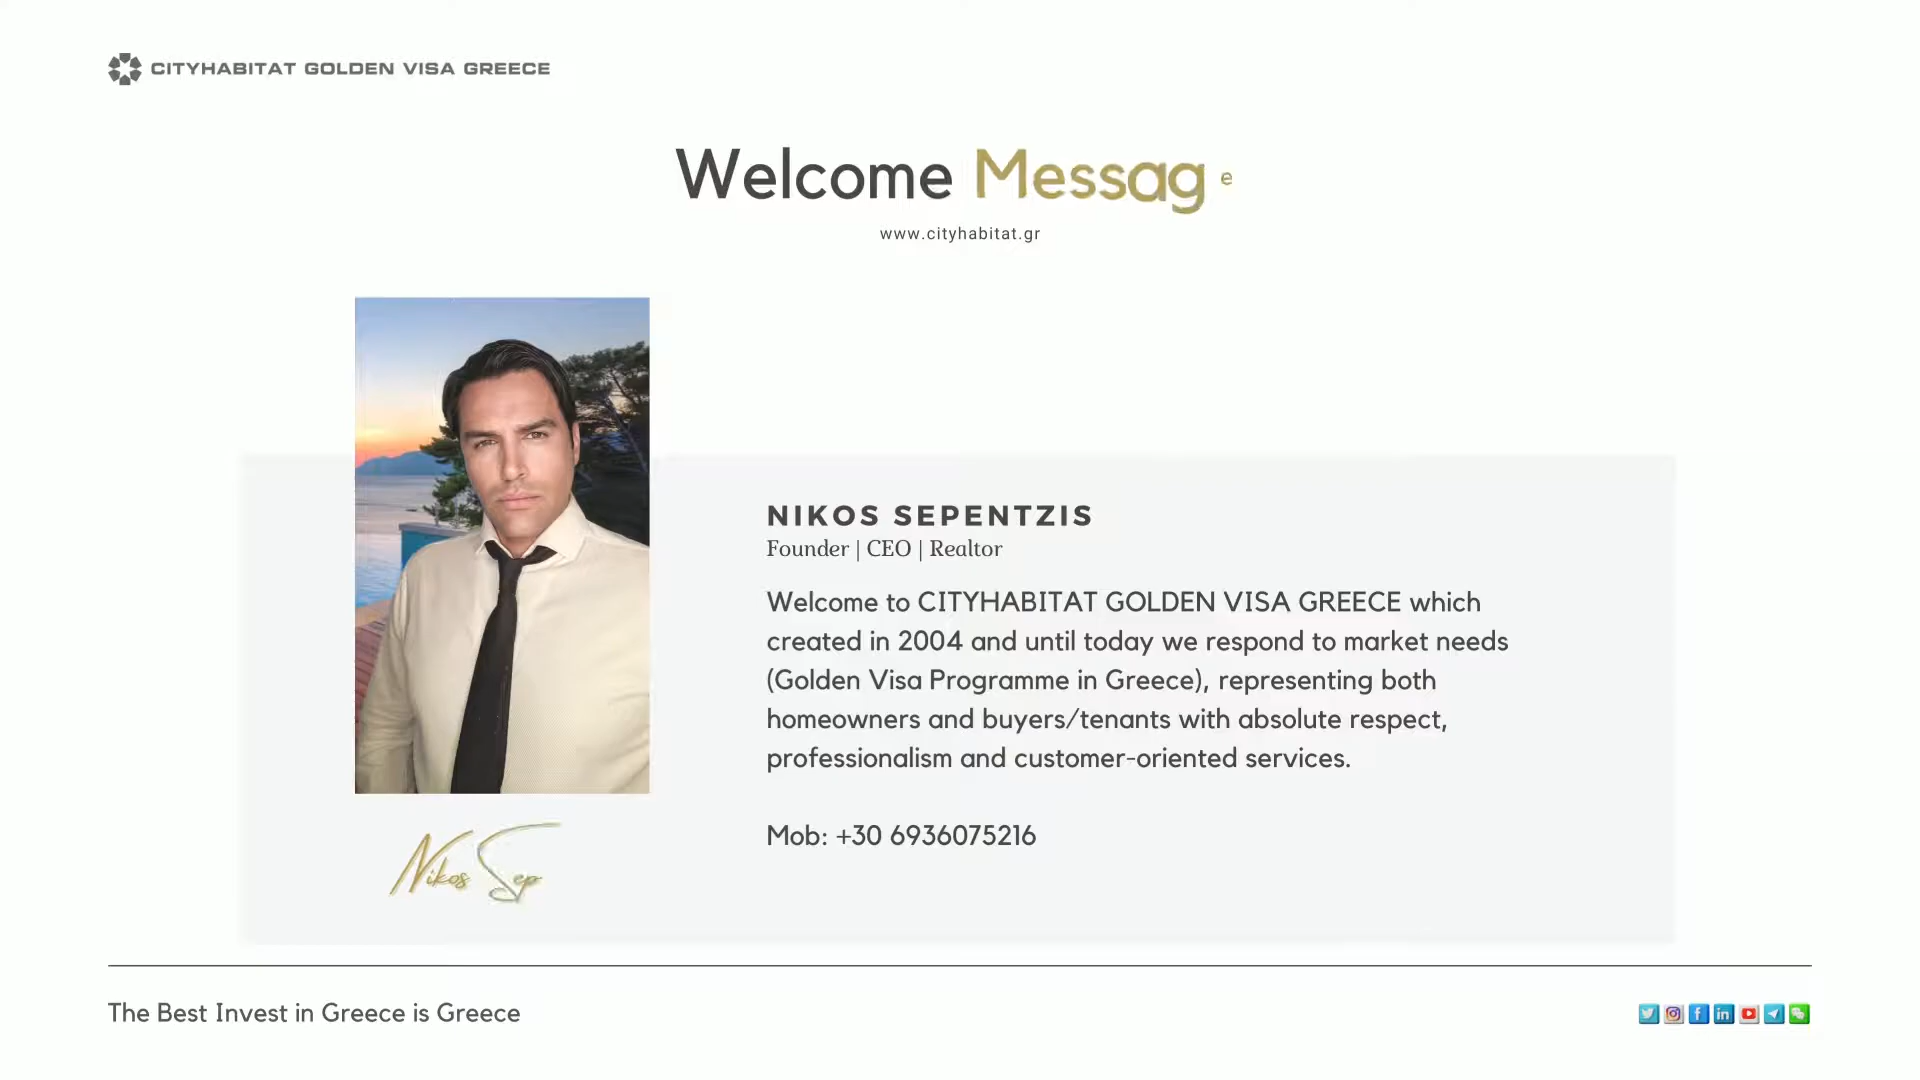 CITYHABITAT GOLDEN VISA GREECE
Welcome Message
www.cityhabitat.gr
NIKOS SEPENTZIS
Founder | CEO | Realtor
Welcome to CITYHABITAT GOLDEN VISA GREECE which
created in 2004 and until today we respond to market needs
(Golden Visa Programme in Greece), representing both
homeowners and buyers/tenants with absolute respect,
professionalism and customer-oriented services.
Mob: +30 6936075216
Nikos Sep
The Best Invest in Greece is Greece